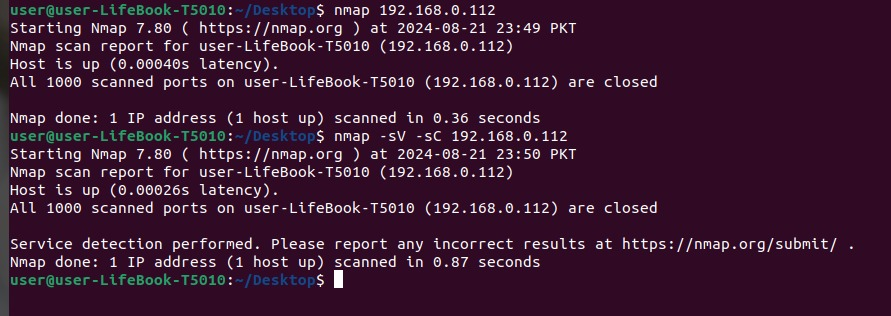 user@user-LifeBook-T5010:~/Desktop$ nmap 192.168.0.112
Starting Nmap 7.80 ( https://nmap.org ) at 2024-08-21 23:49 PKT
Nmap scan report for user-LifeBook-T5010 (192.168.0.112)
Host is up (0.00040s latency).
All 1000 scanned ports on user-LifeBook-T5010 (192.168.0.112) are closed

Nmap done: 1 IP address (1 host up) scanned in 0.36 seconds
user@user-LifeBook-T5010:~/Desktop$ nmap -sV -sC 192.168.0.112
Starting Nmap 7.80 ( https://nmap.org ) at 2024-08-21 23:50 PKT
Nmap scan report for user-LifeBook-T5010 (192.168.0.112)
Host is up (0.00026s latency).
All 1000 scanned ports on user-LifeBook-T5010 (192.168.0.112) are closed

Service detection performed. Please report any incorrect results at https://nmap.org/submit/ .
Nmap done: 1 IP address (1 host up) scanned in 0.87 seconds
user@user-LifeBook-T5010:~/Desktop$